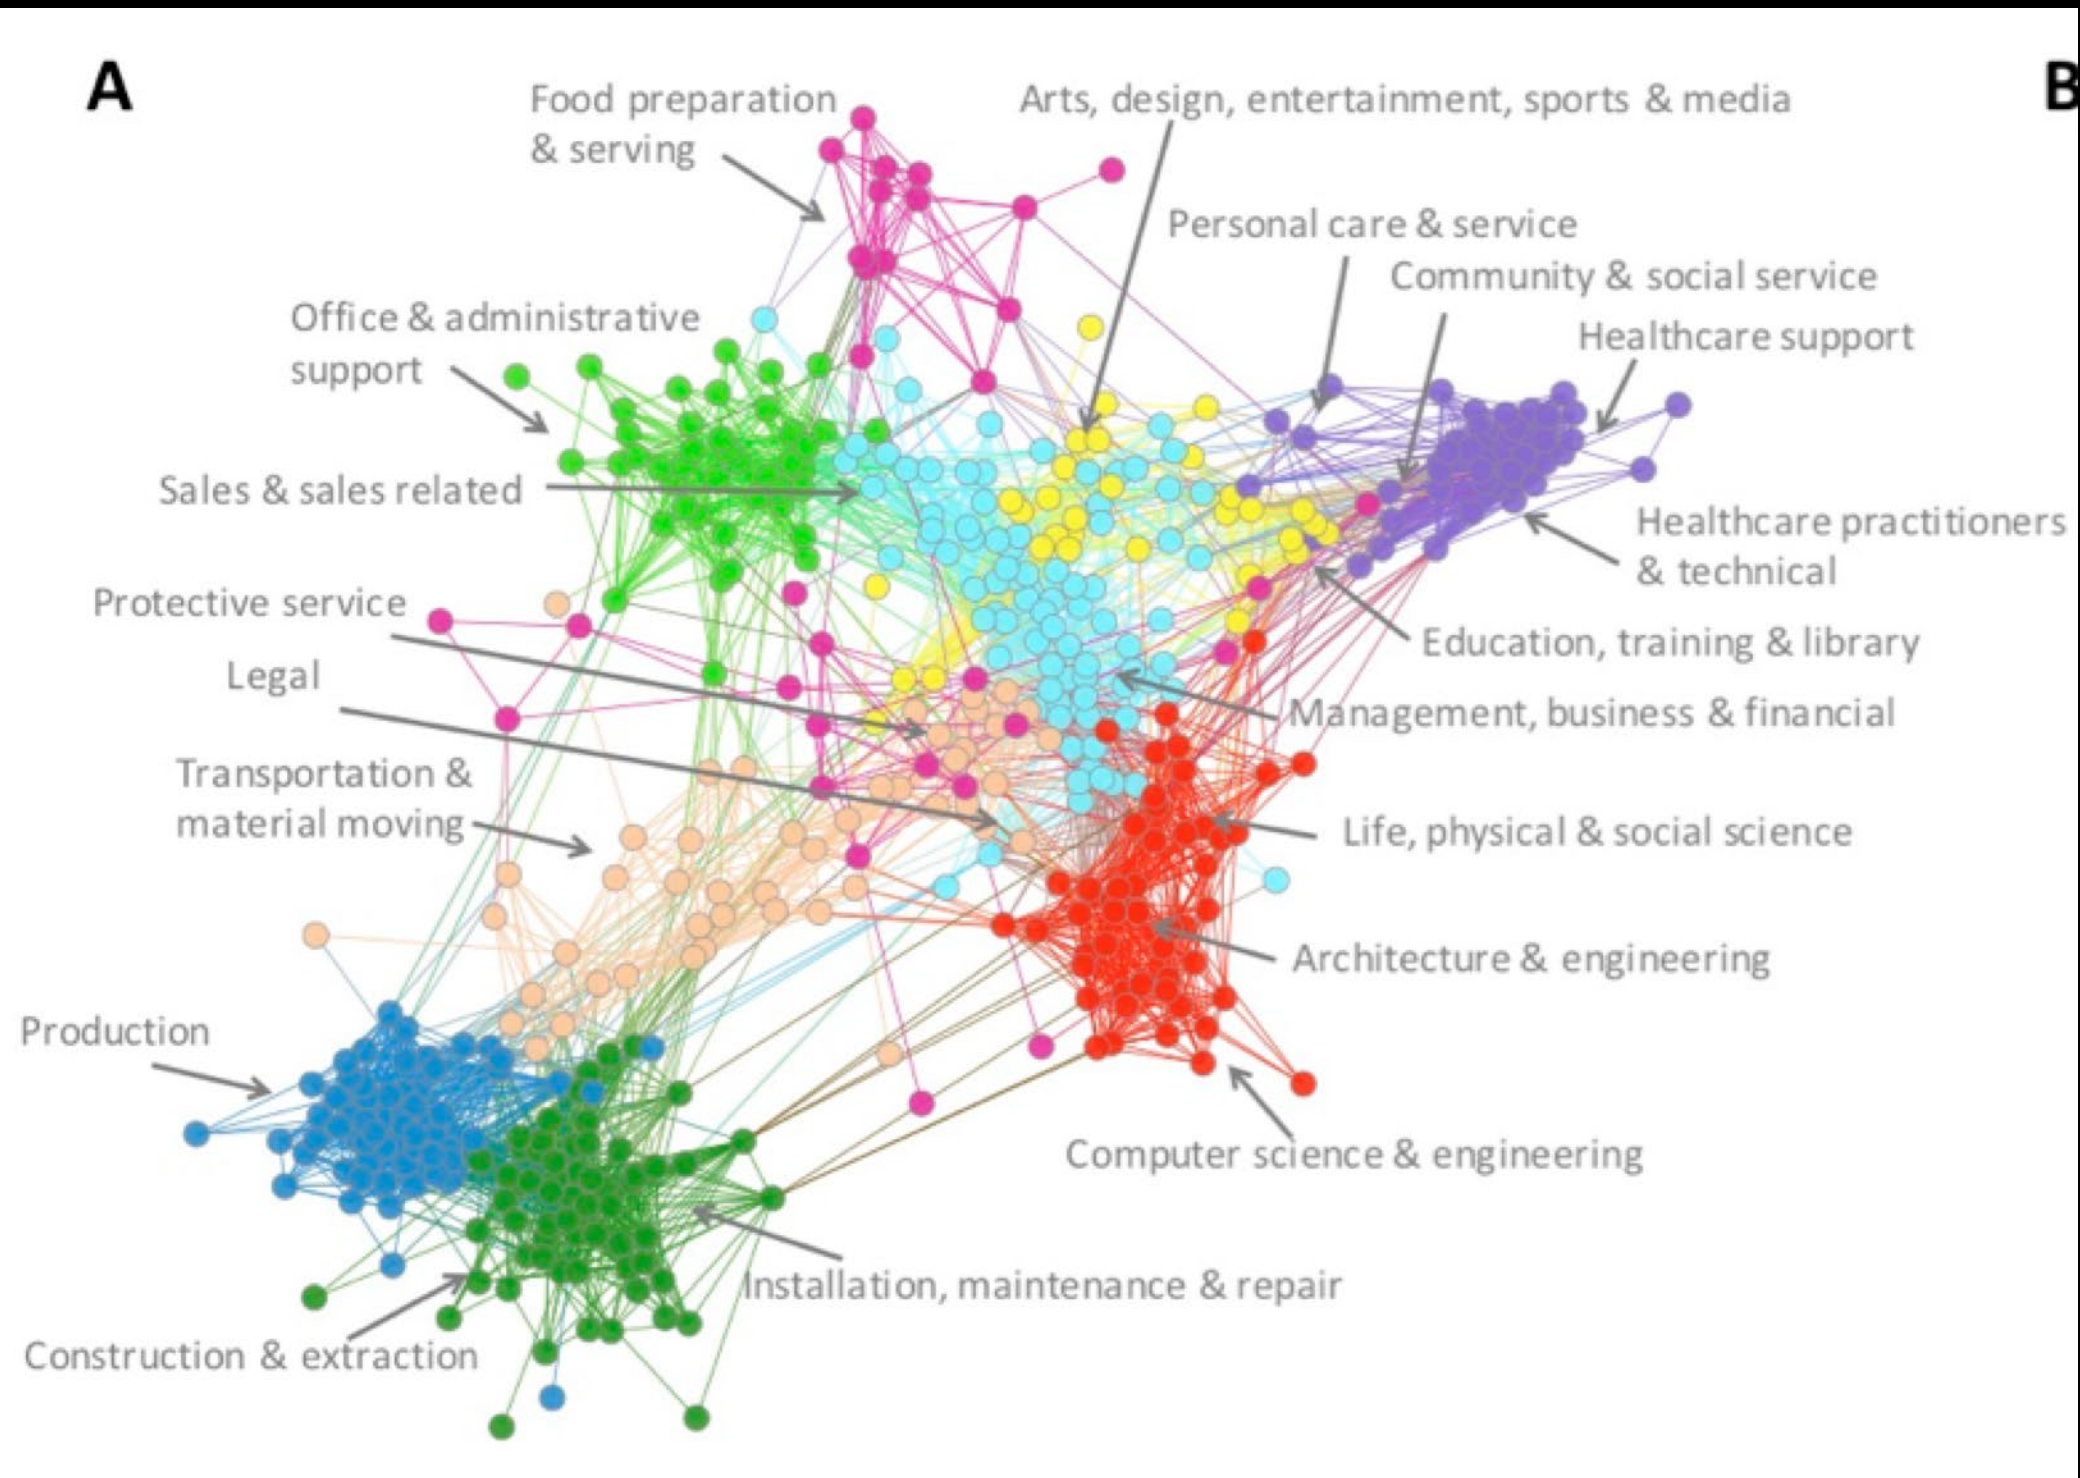 A
B
Food preparation
& serving
Arts, design, entertainment, sports & media
Personal care & service
Community & social service
Healthcare support
Office & administrative
support
Sales & sales related
Healthcare practitioners
& technical
Protective service
Education, training & library
Legal
Management, business & financial
Transportation &
material moving
Life, physical & social science
Architecture & engineering
Production
Computer science & engineering
Installation, maintenance & repair
Construction & extraction